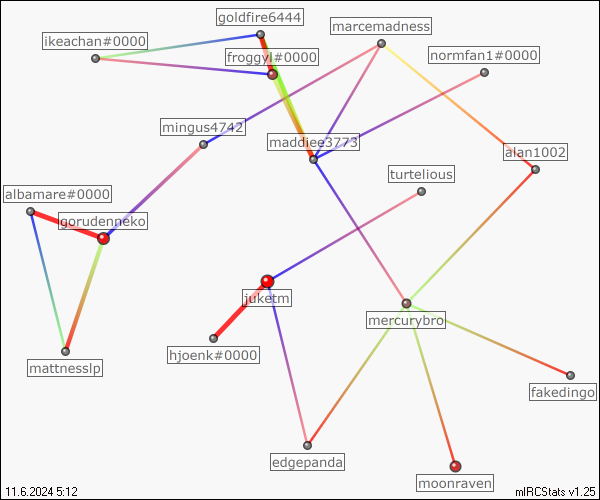 goldfire6444
marcemadness
ikeachan#0000
froggyl#0000
normfan1#0000
mingus4742
maddiee3773
alan1002
turtelious
albamare#0000
gorudenneko
juketm
mercurybro
hjoenk#0000
mattnesslp
fakedingo
edgepanda
moonraven
11.6.2024 5:12
mIRCStats v1.25